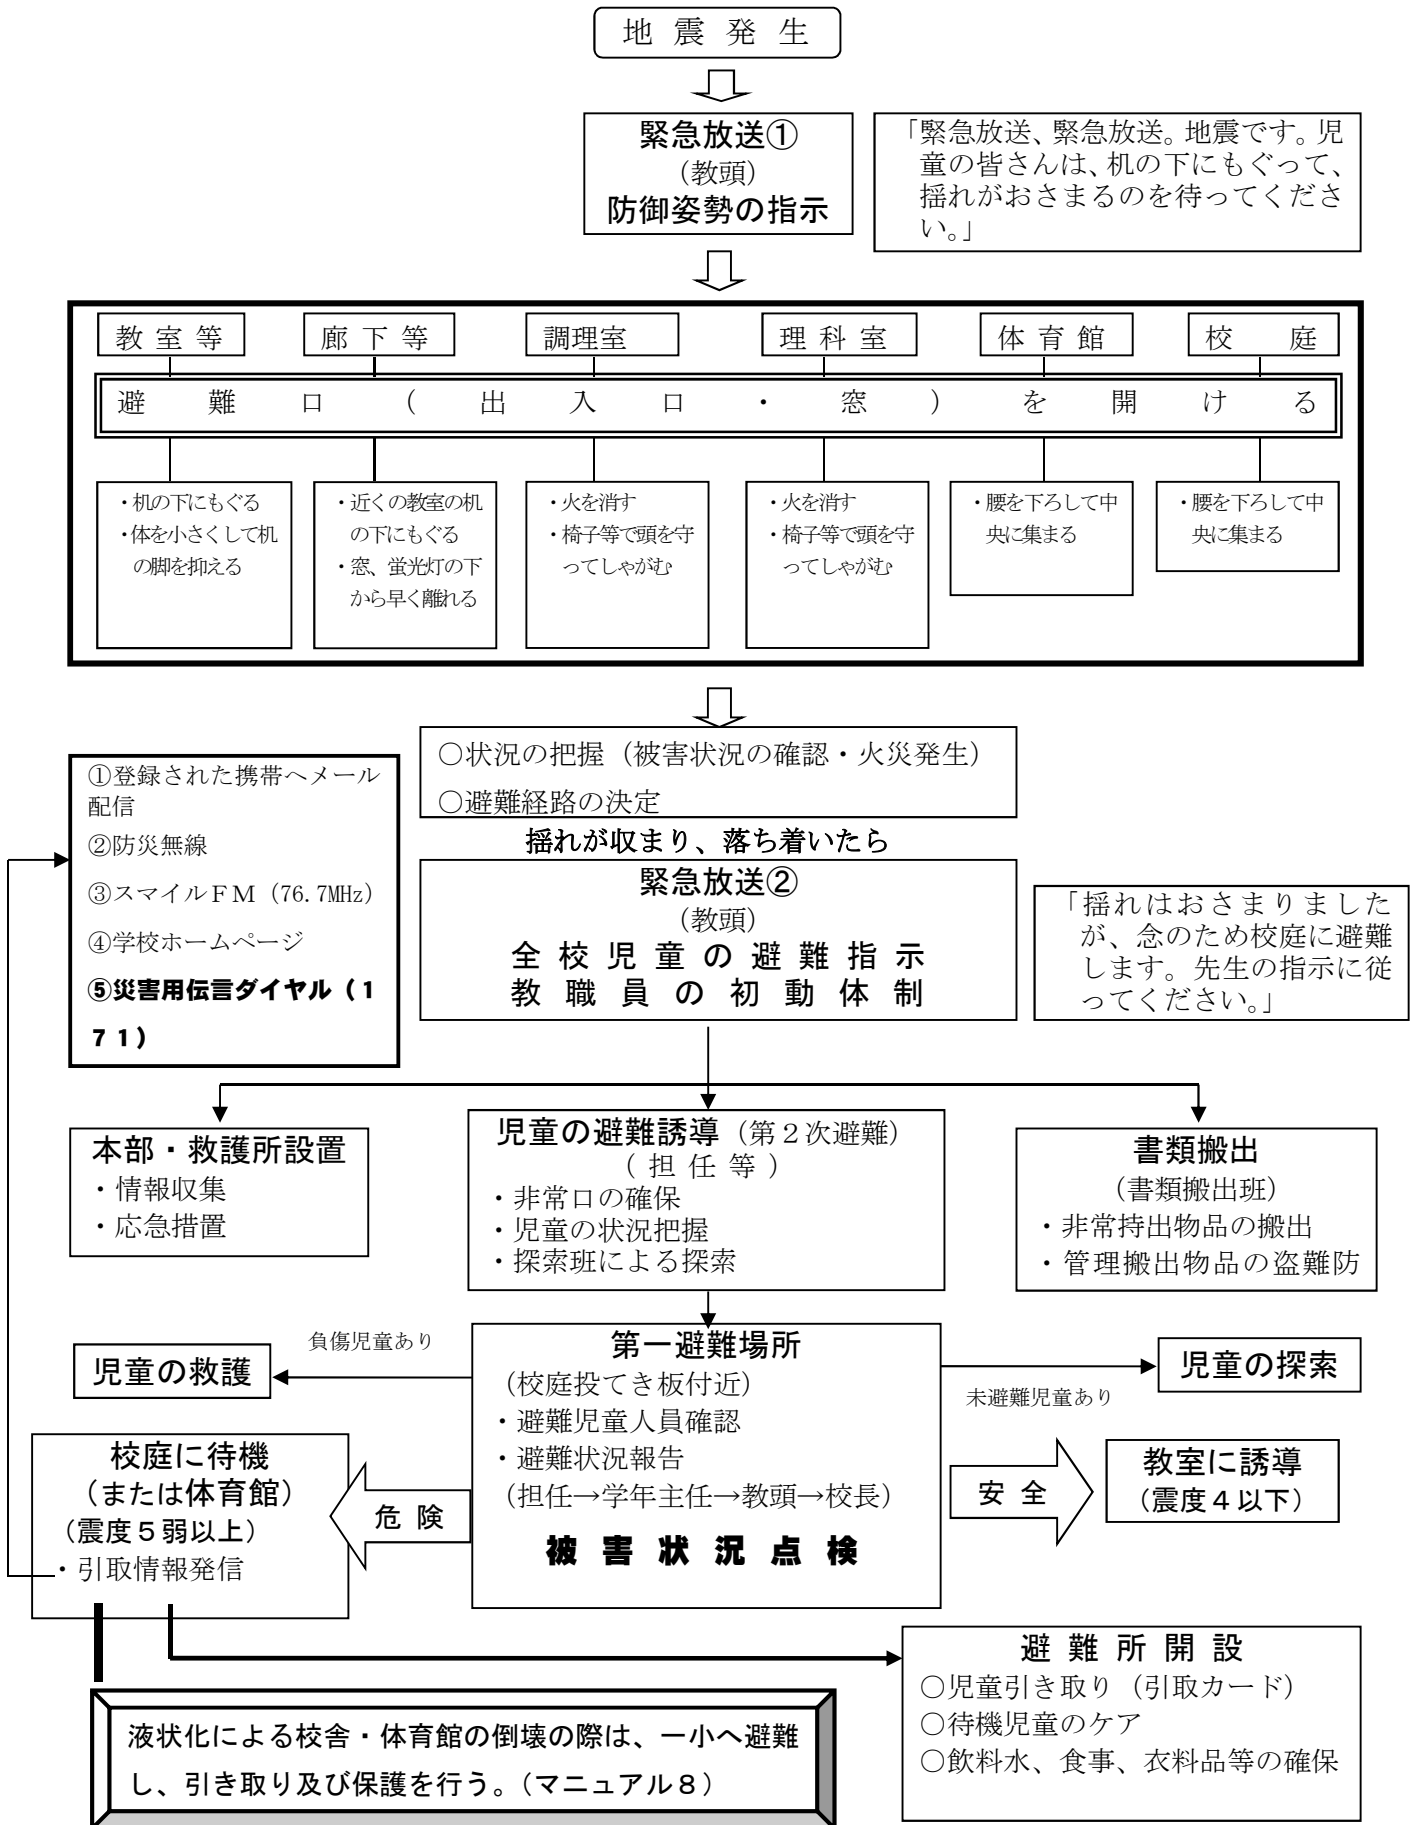 地震発生
緊急放送①
(教頭)
防御姿勢の指示
「緊急放送、緊急放送。地震です。児
童の皆さんは、机の下にもぐって、
揺れがおさまるのを待ってくださ
い。」
教室等
廊下等
調理室
理科室
体育館
校庭
避難口(出入口・窓)を開ける
・机の下にもぐる
・体を小さくして机
の脚を抑える
・近くの教室の机
の下にもぐる
・窓、蛍光灯の下
から早く離れる
・火を消す
・椅子等で頭を守
ってしゃがむ
・火を消す
・椅子等で頭を守
ってしゃがむ
・腰を下ろして中
央に集まる
・腰を下ろして中
央に集まる
○状況の把握(被害状況の確認・火災発生)
○避難経路の決定
揺れが収まり、落ち着いたら
①登録された携帯へメール
配信
②防災無線
③スマイルFM(76.7MHz)
④学校ホームページ
⑤災害用伝言ダイヤル(1
71)
緊急放送②
(教頭)
全校児童の避難指示
教職員の初動体制
「揺れはおさまりました
が、念のため校庭に避難
します。先生の指示に従
ってください。」
本部・救護所設置
・情報収集
・応急措置
児童の避難誘導(第2次避難)
(担任等)
・非常口の確保
・児童の状況把握
・探索班による探索
書類搬出
(書類搬出班)
・非常持出物品の搬出
・管理搬出物品の盗難防
負傷児童あり
児童の救護
第一避難場所
(校庭投てき板付近)
・避難児童人員確認
・避難状況報告
(担任→学年主任→教頭→校長)
被害状況点検
児童の探索
未避難児童あり
校庭に待機
(または体育館)
(震度5弱以上)
・引取情報発信
危険
安全
教室に誘導
(震度4以下)
避難所開設
○児童引き取り(引取カード)
○待機児童のケア
○飲料水、食事、衣料品等の確保
液状化による校舎・体育館の倒壊の際は、一小へ避難
し、引き取り及び保護を行う。(マニュアル8)